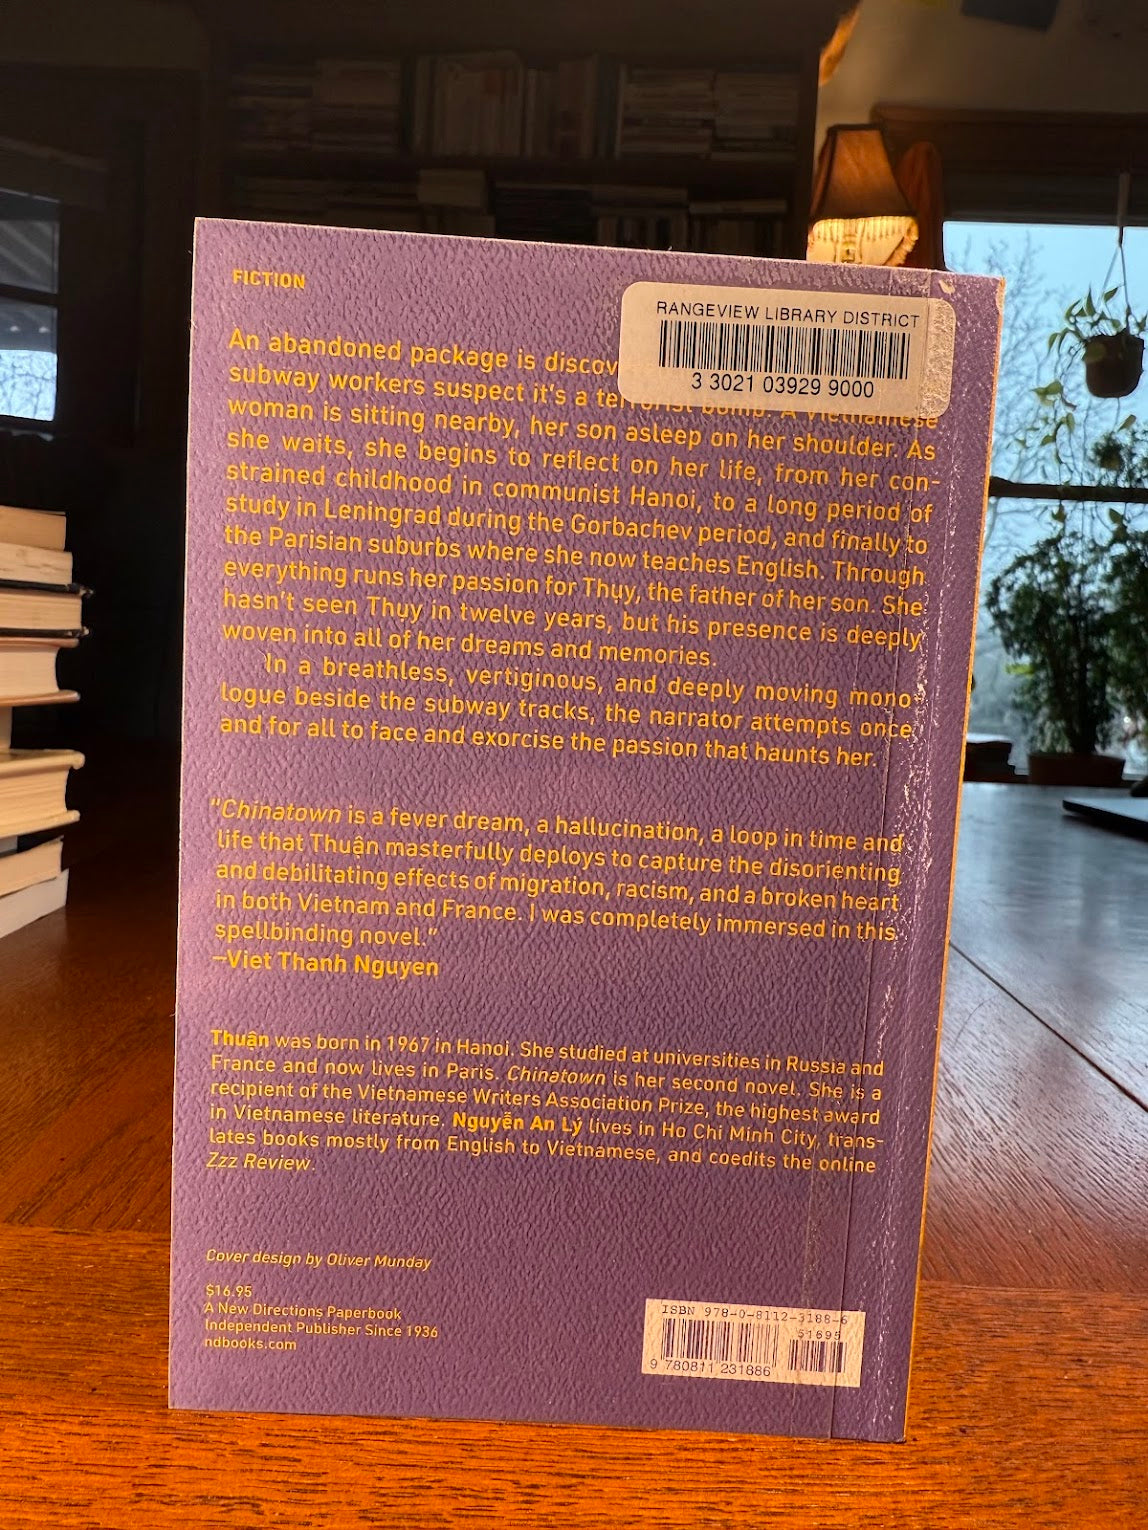 FICTION
RANGEVIEW LIBRARY DISTRICT
3 3021 03929 9000
An abandoned package is discov
subway workers suspect it's a terrorist bomb. A Vietnamese
woman is sitting nearby, her son asleep on her shoulder. As
she waits, she begins to reflect on her life, from her con-
strained childhood in communist Hanoi, to a long period of
study in Leningrad during the Gorbachev period, and finally to
the Parisian suburbs where she now teaches English. Through
everything runs her passion for Thụy, the father of her son. She
hasn't seen Thụy in twelve years, but his presence is deeply
woven into all of her dreams and memories.
In a breathless, vertiginous, and deeply moving mono-
logue beside the subway tracks, the narrator attempts once
and for all to face and exorcise the passion that haunts her.
"Chinatown is a fever dream, a hallucination, a loop in time and
life that Thuận masterfully deploys to capture the disorienting
and debilitating effects of migration, racism, and a broken heart
in both Vietnam and France. I was completely immersed in this
spellbinding novel."
—Viet Thanh Nguyen
Thuận was born in 1967 in Hanoi. She studied at universities in Russia and
France and now lives in Paris. Chinatown is her second novel. She is a
recipient of the Vietnamese Writers Association Prize, the highest award
in Vietnamese literature. Nguyễn An Lý lives in Ho Chi Minh City, trans-
lates books mostly from English to Vietnamese, and coedits the online
Zzz Review.
Cover design by Oliver Munday
$16.95
A New Directions Paperbook
Independent Publisher Since 1936
ndbooks.com
ISBN 978-0-8112-3188-6
51695
9 780811 231886